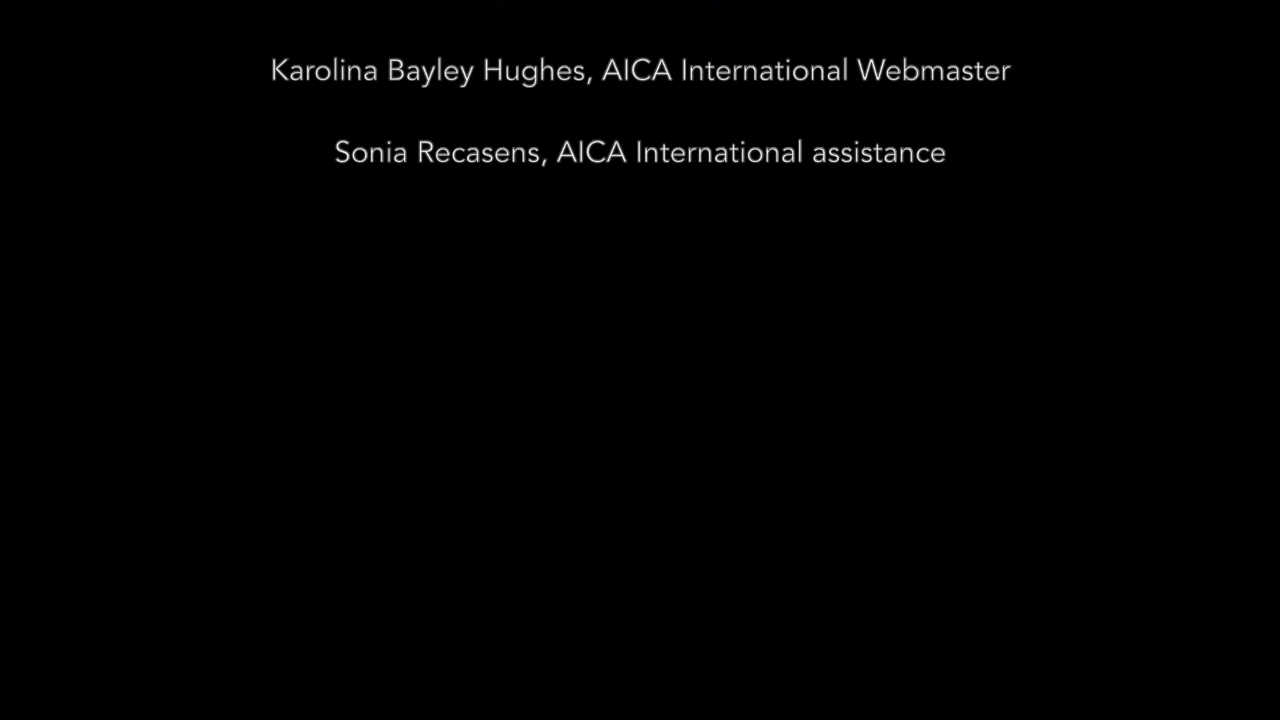 Karolina Bayley Hughes, AICA International Webmaster
Sonia Recasens, AICA International assistance